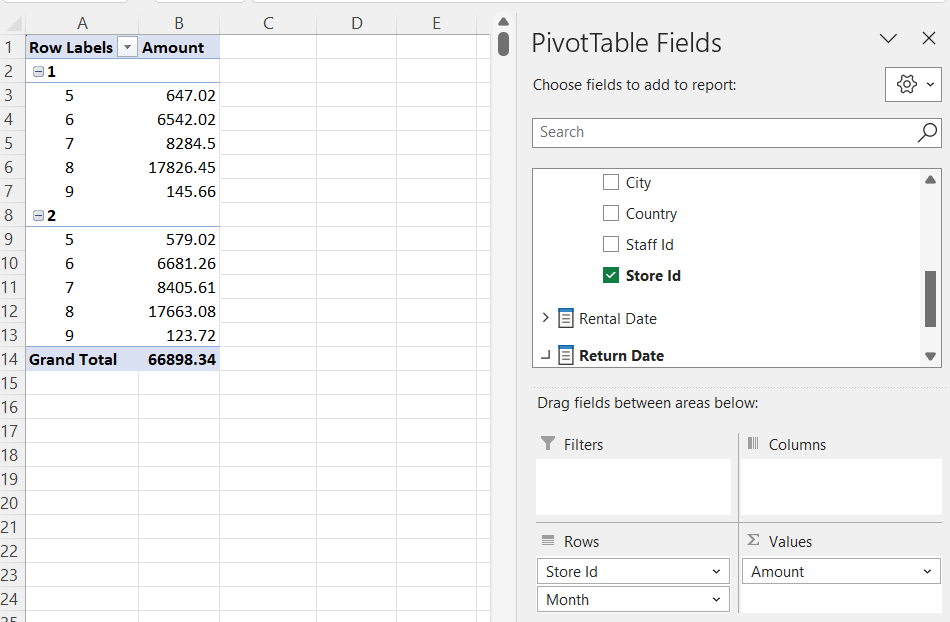 A B C D E
1 Row Labels Amount
2 1
3 5 647.02
4 6 6542.02
5 7 8284.5
6 8 17826.45
7 9 145.66
8 2
9 5 579.02
10 6 6681.26
11 7 8405.61
12 8 17663.08
13 9 123.72
14 Grand Total 66898.34
15
16
17
18
19
20
21
22
23
24
25
PivotTable Fields
Choose fields to add to report:
Search
City
Country
Staff Id
Store Id
Rental Date
Return Date
Drag fields between areas below:
Filters
Columns
Rows
Σ Values
Store Id
Amount
Month